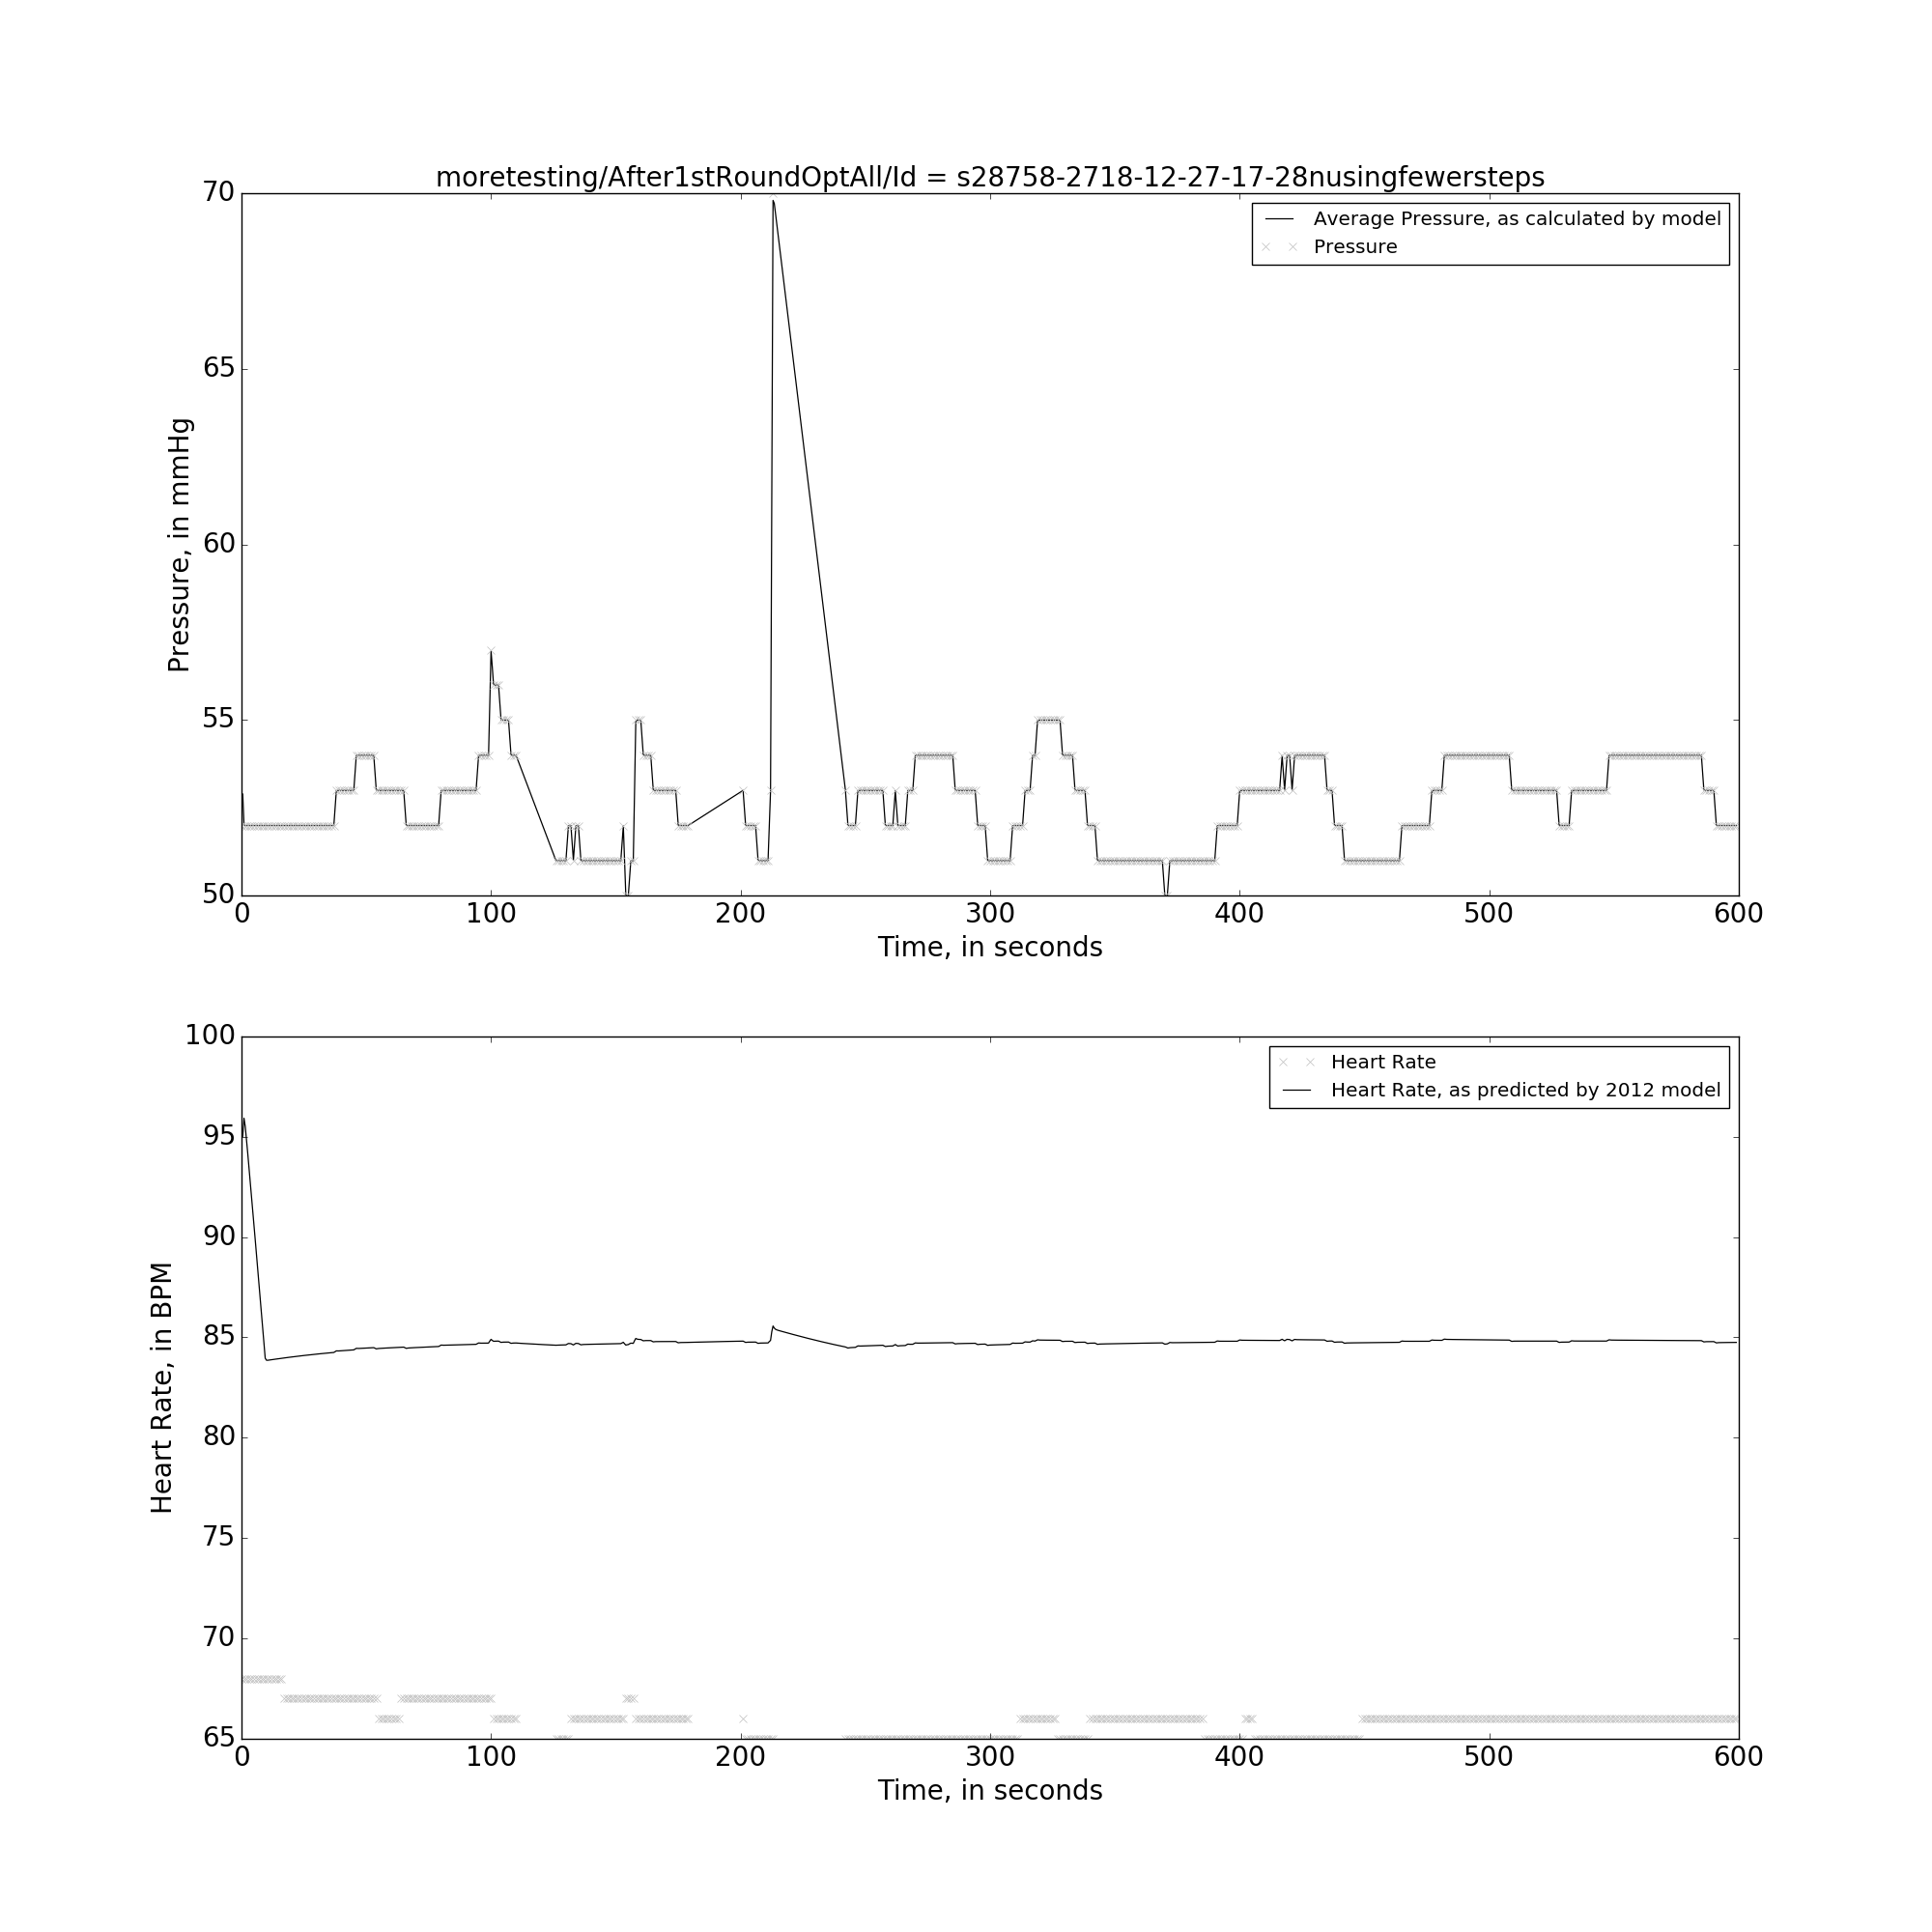 moretesting/After1stRoundOptAll/Id = s28758-2718-12-27-17-28nusingfewersteps
70
65
60
55
50
Pressure, in mmHg
Average Pressure, as calculated by model
Pressure
0 100 200 300 400 500 600
Time, in seconds
100
95
90
85
80
75
70
65
Heart Rate, in BPM
Heart Rate
Heart Rate, as predicted by 2012 model
0 100 200 300 400 500 600
Time, in seconds